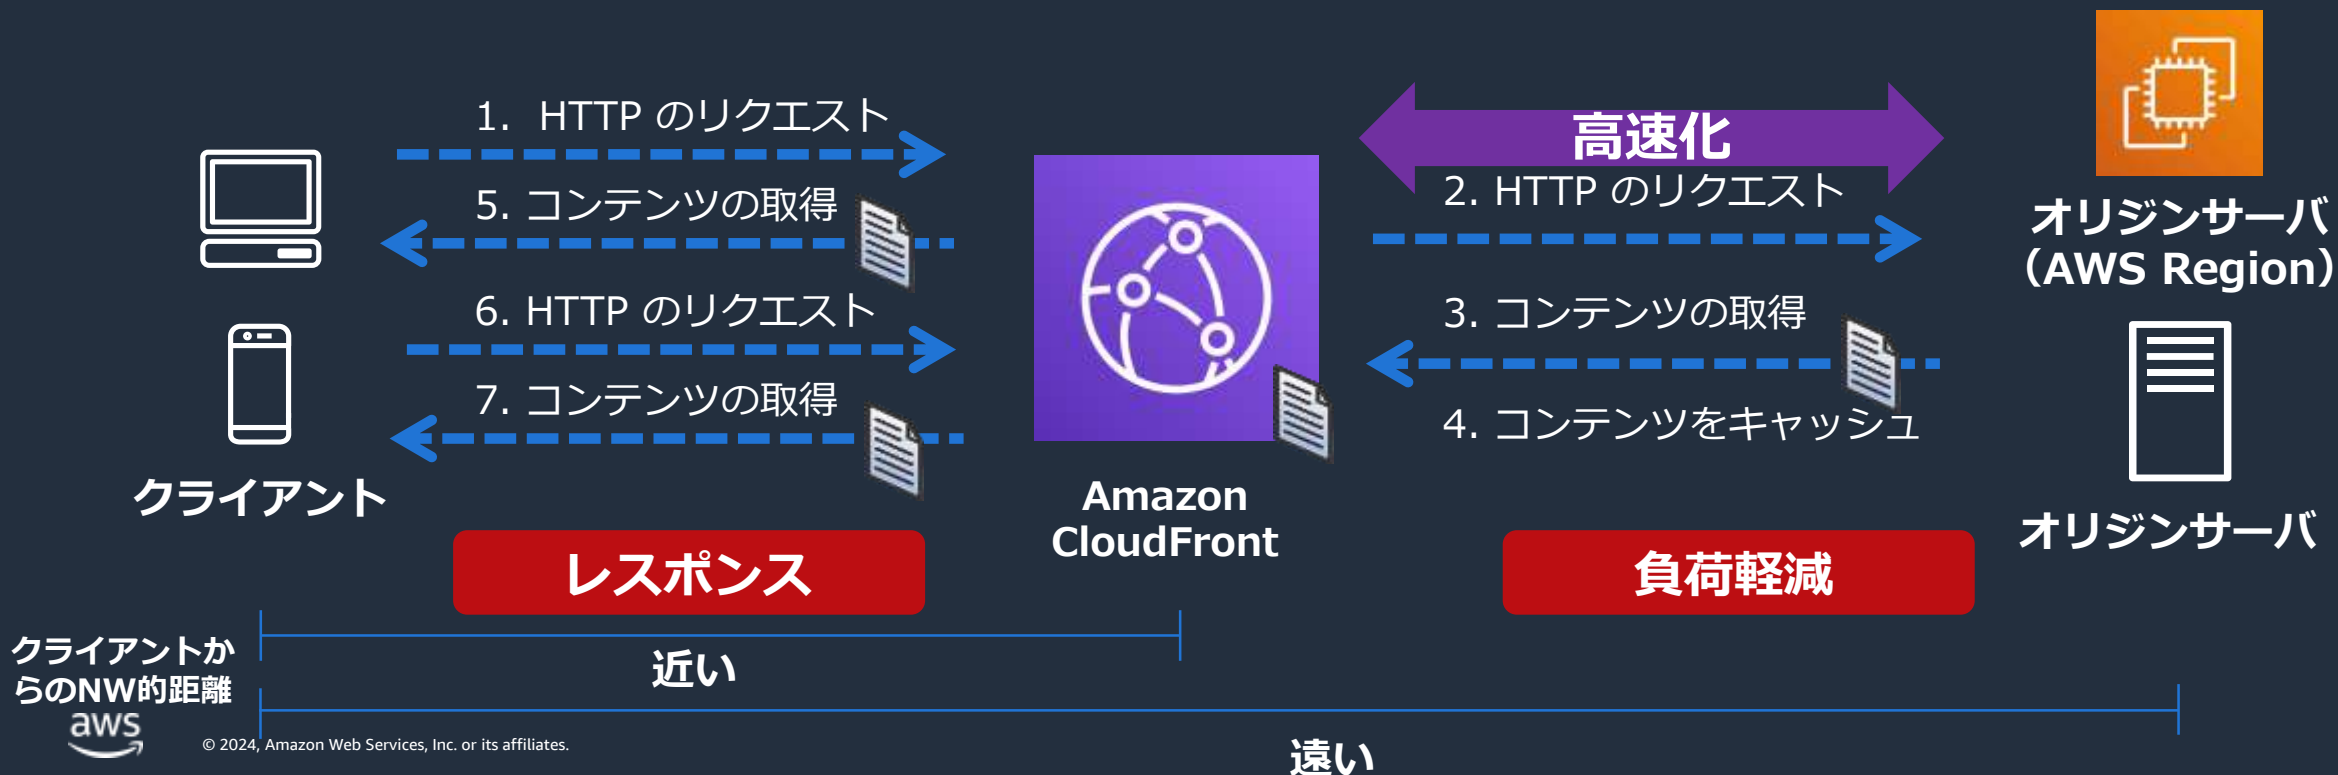 1. HTTP のリクエスト
5. コンテンツの取得
6. HTTP のリクエスト
7. コンテンツの取得
クライアント
レスポンス
Amazon
CloudFront
高速化
2. HTTP のリクエスト
3. コンテンツの取得
4. コンテンツをキャッシュ
負荷軽減
オリジンサーバ
（AWS Region）
オリジンサーバ
クライアントか
らのNW的距離
近い
遠い
aws
© 2024, Amazon Web Services, Inc. or its affiliates.